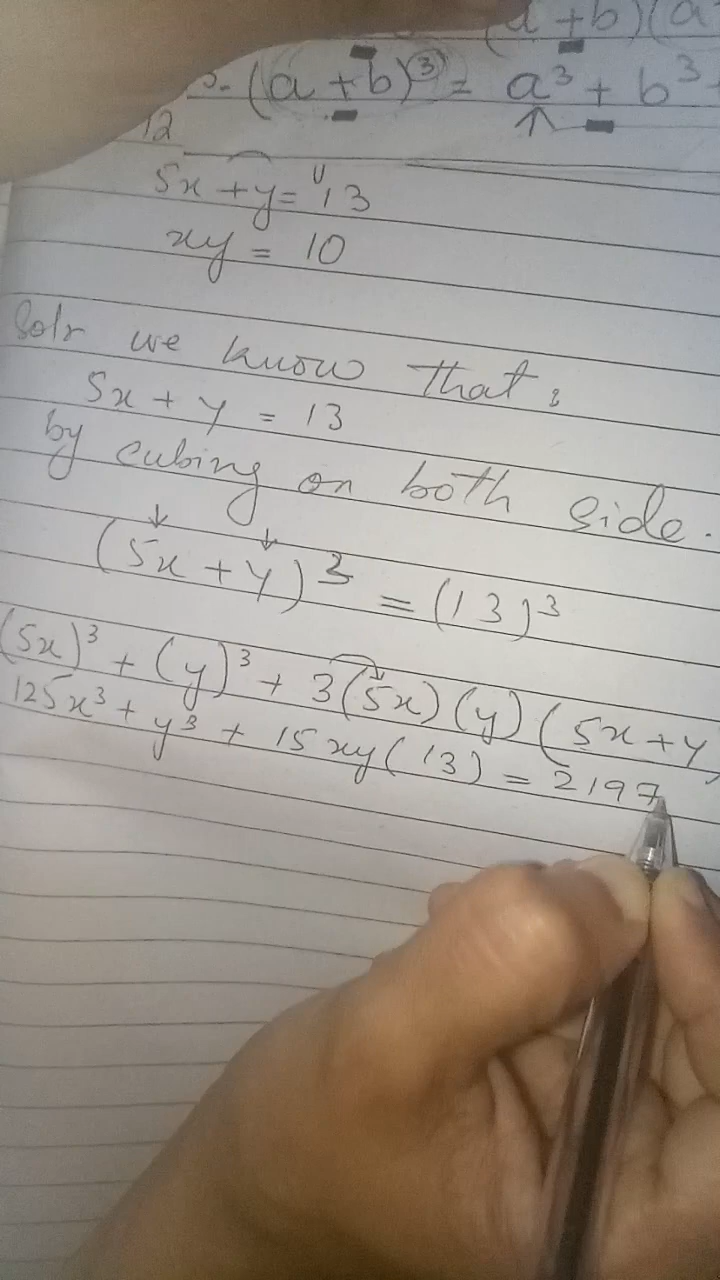 a+b)(a
(a+b)³= a³+b³
12
5x+y=13
xy = 10
Sol: we know that:
5x+y = 13
by cubing on both side.
(5x+y)³ = (13)³
(5x)³+(y)³+3(5x)(y)(5x+y)
125x³+y³+15xy(13) = 2197